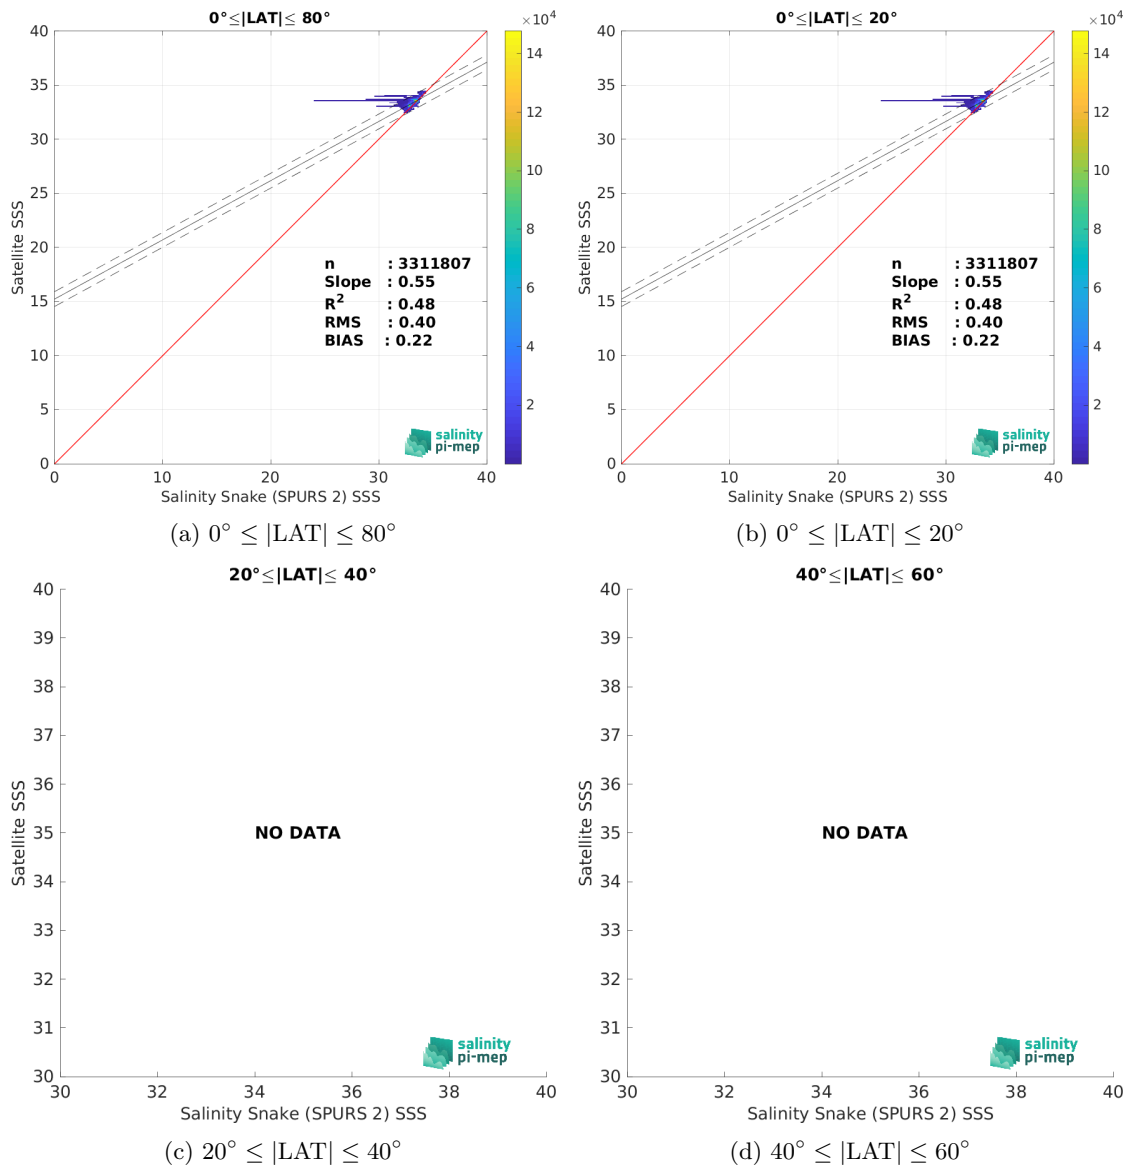 0°≤|LAT|≤ 80°
×10⁴
40
35
30
25
20
15
10
5
0
Satellite SSS
n : 3311807
Slope : 0.55
R² : 0.48
RMS : 0.40
BIAS : 0.22
salinity
pi-mep
14
12
10
8
6
4
2
0 10 20 30 40
Salinity Snake (SPURS 2) SSS
(a) 0° ≤ |LAT| ≤ 80°
0°≤|LAT|≤ 20°
×10⁴
40
35
30
25
20
15
10
5
0
Satellite SSS
n : 3311807
Slope : 0.55
R² : 0.48
RMS : 0.40
BIAS : 0.22
salinity
pi-mep
14
12
10
8
6
4
2
0 10 20 30 40
Salinity Snake (SPURS 2) SSS
(b) 0° ≤ |LAT| ≤ 20°
20°≤|LAT|≤ 40°
40
39
38
37
36
35
34
33
32
31
30
Satellite SSS
NO DATA
salinity
pi-mep
30 32 34 36 38 40
Salinity Snake (SPURS 2) SSS
(c) 20° ≤ |LAT| ≤ 40°
40°≤|LAT|≤ 60°
40
39
38
37
36
35
34
33
32
31
30
Satellite SSS
NO DATA
salinity
pi-mep
30 32 34 36 38 40
Salinity Snake (SPURS 2) SSS
(d) 40° ≤ |LAT| ≤ 60°